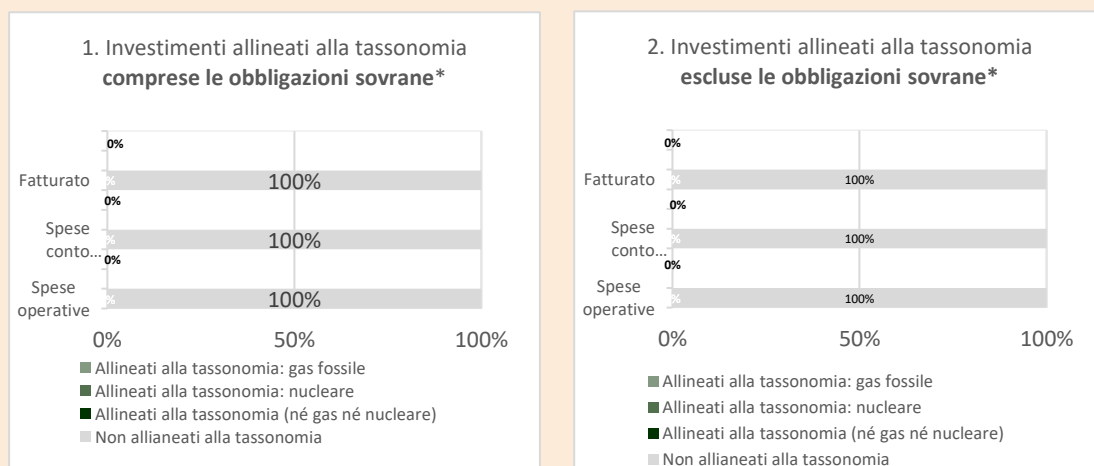 1. Investimenti allineati alla tassonomia
comprese le obbligazioni sovrane*
0%
Fatturato
%
100%
0%
Spese
conto...
%
100%
0%
Spese
operative
%
100%
0%
50%
100%
Allineati alla tassonomia: gas fossile
Allineati alla tassonomia: nucleare
Allineati alla tassonomia (né gas né nucleare)
Non allianeati alla tassonomia
2. Investimenti allineati alla tassonomia
escluse le obbligazioni sovrane*
0%
Fatturato
%
100%
0%
Spese
conto...
%
100%
0%
Spese
operative
%
100%
0%
50%
100%
Allineati alla tassonomia: gas fossile
Allineati alla tassonomia: nucleare
Allineati alla tassonomia (né gas né nucleare)
Non allianeati alla tassonomia